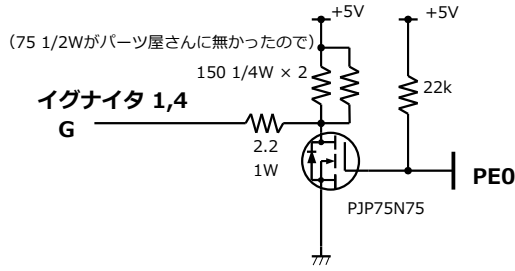 +5V
+5V
（75 1/2Wがパーツ屋さんに無かったので）
150 1/4W × 2
22k
イグナイタ 1,4
G
2.2
1W
PE0
PJP75N75